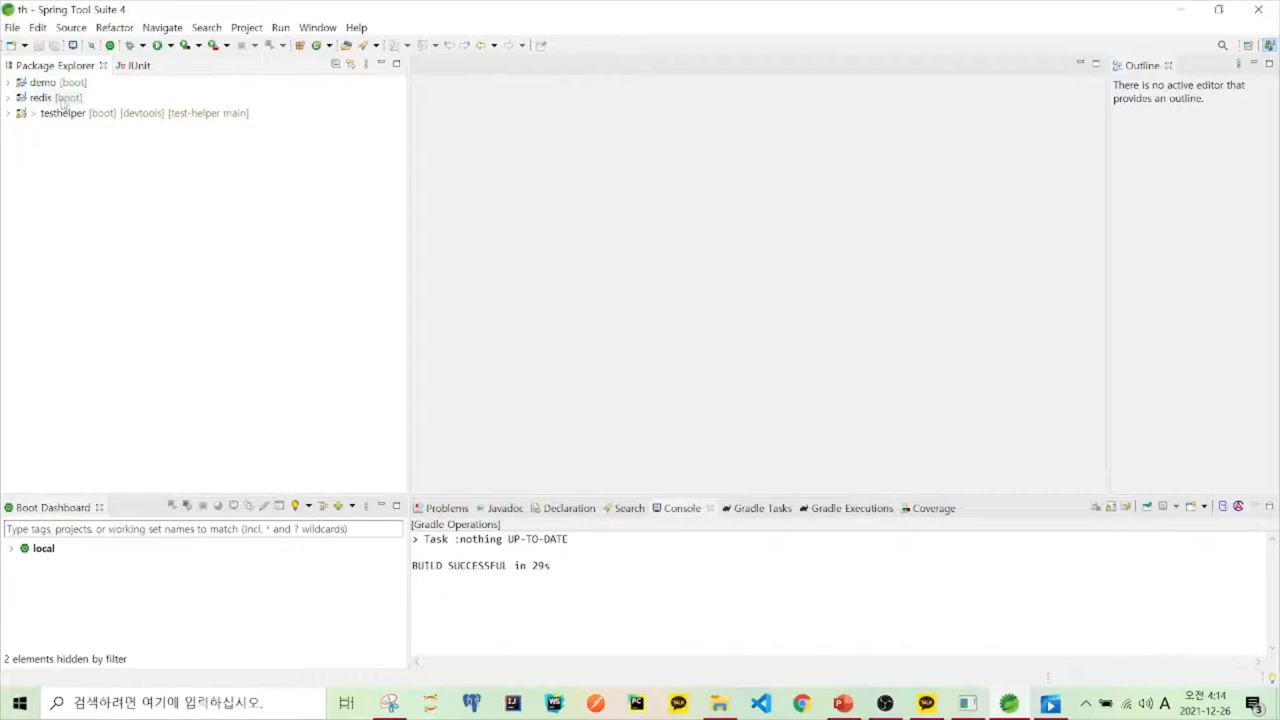 th - Spring Tool Suite 4
File Edit Source Refactor Navigate Search Project Run Window Help
Package Explorer JUnit
Outline
demo [boot]
There is no active editor that
provides an outline.
redis [boot]
> testhelper [boot] [devtools] [test-helper main]
Boot Dashboard
Problems Javadoc Declaration Search Console Gradle Tasks Gradle Executions Coverage
[Gradle Operations]
Type tags, projects, or working set names to match (incl. * and ? wildcards)
> Task :nothing UP-TO-DATE
local
BUILD SUCCESSFUL in 29s
2 elements hidden by filter
검색하려면 여기에 입력하십시오.
A
오전 4:14
2021-12-26
3